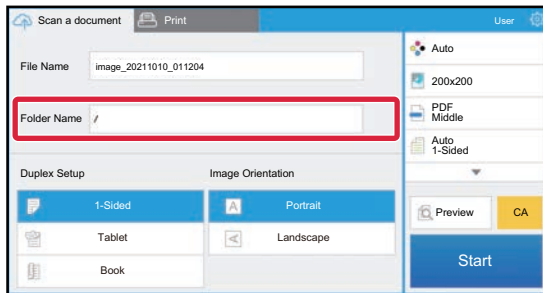 Scan a document
Print
User
File Name
image_20211010_011204
Folder Name
/
Duplex Setup
Image Orientation
1-Sided
Tablet
Book
A
Portrait
A
Landscape
Auto
200x200
PDF
Middle
Auto
1-Sided
Preview
CA
Start